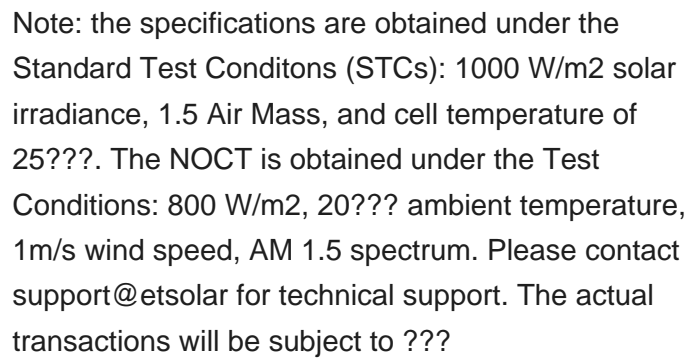 Note: the specifications are obtained under the
Standard Test Conditons (STCs): 1000 W/m2 solar
irradiance, 1.5 Air Mass, and cell temperature of
25???. The NOCT is obtained under the Test
Conditions: 800 W/m2, 20??? ambient temperature,
1m/s wind speed, AM 1.5 spectrum. Please contact
support@etsolar for technical support. The actual
transactions will be subject to ???